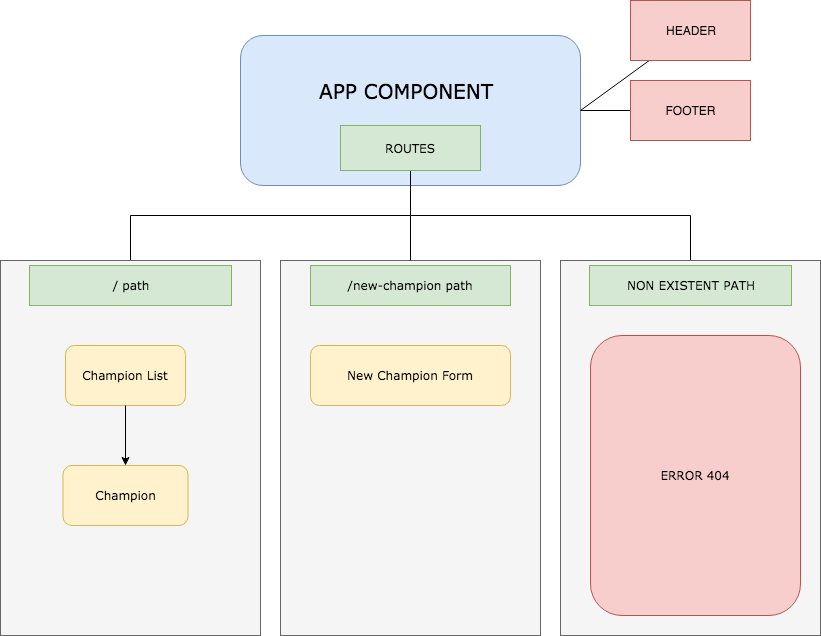 HEADER
APP COMPONENT
FOOTER
ROUTES
/ path
/new-champion path
NON EXISTENT PATH
Champion List
New Champion Form
ERROR 404
Champion